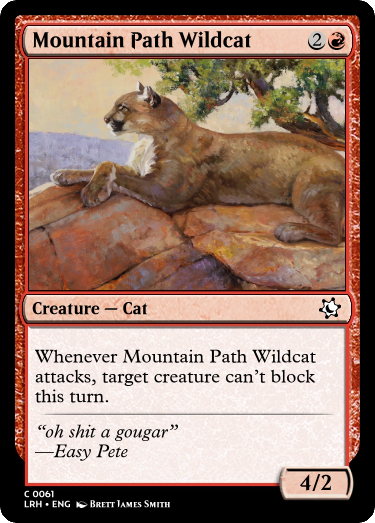 Mountain Path Wildcat 2
Creature — Cat
Whenever Mountain Path Wildcat
attacks, target creature can't block
this turn.
“oh shit a gougar”
—Easy Pete
4/2
C 0061
LRH • ENG Brett James Smith